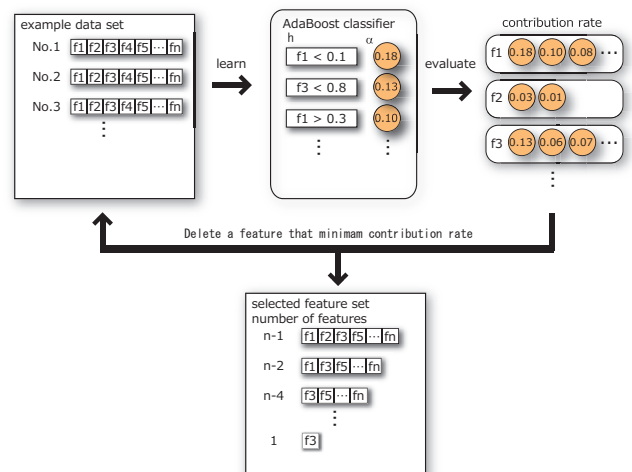 example data set
No.1 f1 f2 f3 f4 f5 ··· fn
No.2 f1 f2 f3 f4 f5 ··· fn
No.3 f1 f2 f3 f4 f5 ··· fn
⋮
learn
AdaBoost classifier
h α
f1 < 0.1 0.18
f3 < 0.8 0.13
f1 > 0.3 0.10
⋮ ⋮
evaluate
contribution rate
f1 0.18 0.10 0.08 ···
f2 0.03 0.01
f3 0.13 0.06 0.07 ···
⋮
Delete a feature that minimam contribution rate
selected feature set
number of features
n-1 f1 f2 f3 f5 ··· fn
n-2 f1 f3 f5 ··· fn
n-4 f3 f5 ··· fn
⋮
1 f3